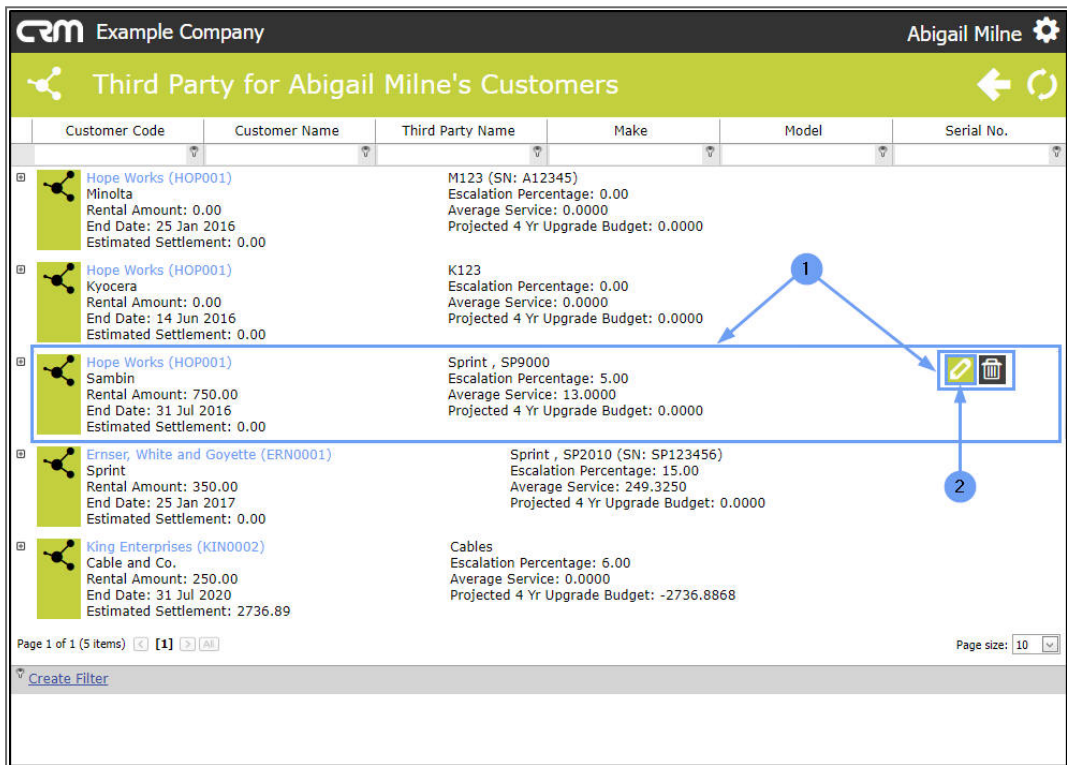 CRM Example Company Abigail Milne
Third Party for Abigail Milne's Customers
Customer Code Customer Name Third Party Name Make Model Serial No.
Hope Works (HOP001) M123 (SN: A12345)
Minolta Escalation Percentage: 0.00
Rental Amount: 0.00 Average Service: 0.0000
End Date: 25 Jan 2016 Projected 4 Yr Upgrade Budget: 0.0000
Estimated Settlement: 0.00
Hope Works (HOP001) K123
Kyocera Escalation Percentage: 0.00
Rental Amount: 0.00 Average Service: 0.0000
End Date: 14 Jun 2016 Projected 4 Yr Upgrade Budget: 0.0000
Estimated Settlement: 0.00
1
Hope Works (HOP001) Sprint , SP9000
Sambin Escalation Percentage: 5.00
Rental Amount: 750.00 Average Service: 13.0000
End Date: 31 Jul 2016 Projected 4 Yr Upgrade Budget: 0.0000
Estimated Settlement: 0.00
Ernser, White and Goyette (ERN0001) Sprint , SP2010 (SN: SP123456)
Sprint Escalation Percentage: 15.00
Rental Amount: 350.00 Average Service: 249.3250
End Date: 25 Jan 2017 Projected 4 Yr Upgrade Budget: 0.0000
Estimated Settlement: 0.00
2
King Enterprises (KIN0002) Cables
Cable and Co. Escalation Percentage: 6.00
Rental Amount: 250.00 Average Service: 0.0000
End Date: 31 Jul 2020 Projected 4 Yr Upgrade Budget: -2736.8868
Estimated Settlement: 2736.89
Page 1 of 1 (5 items) < [1] > All Page size: 10
Create Filter